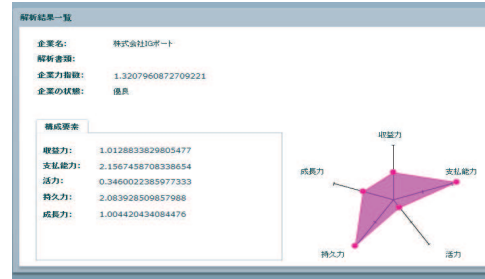 解析結果一覧
企業名: 株式会社IGポート
解析書類:
企業力指数: 1.3207960872709221
企業の状態: 優良
構成要素
収益力: 1.0128833829805477
支払能力: 2.1567458708338654
活力: 0.3460022385977333
持久力: 2.083928509857988
成長力: 1.004420434084476
収益力
支払能力
成長力
持久力
活力